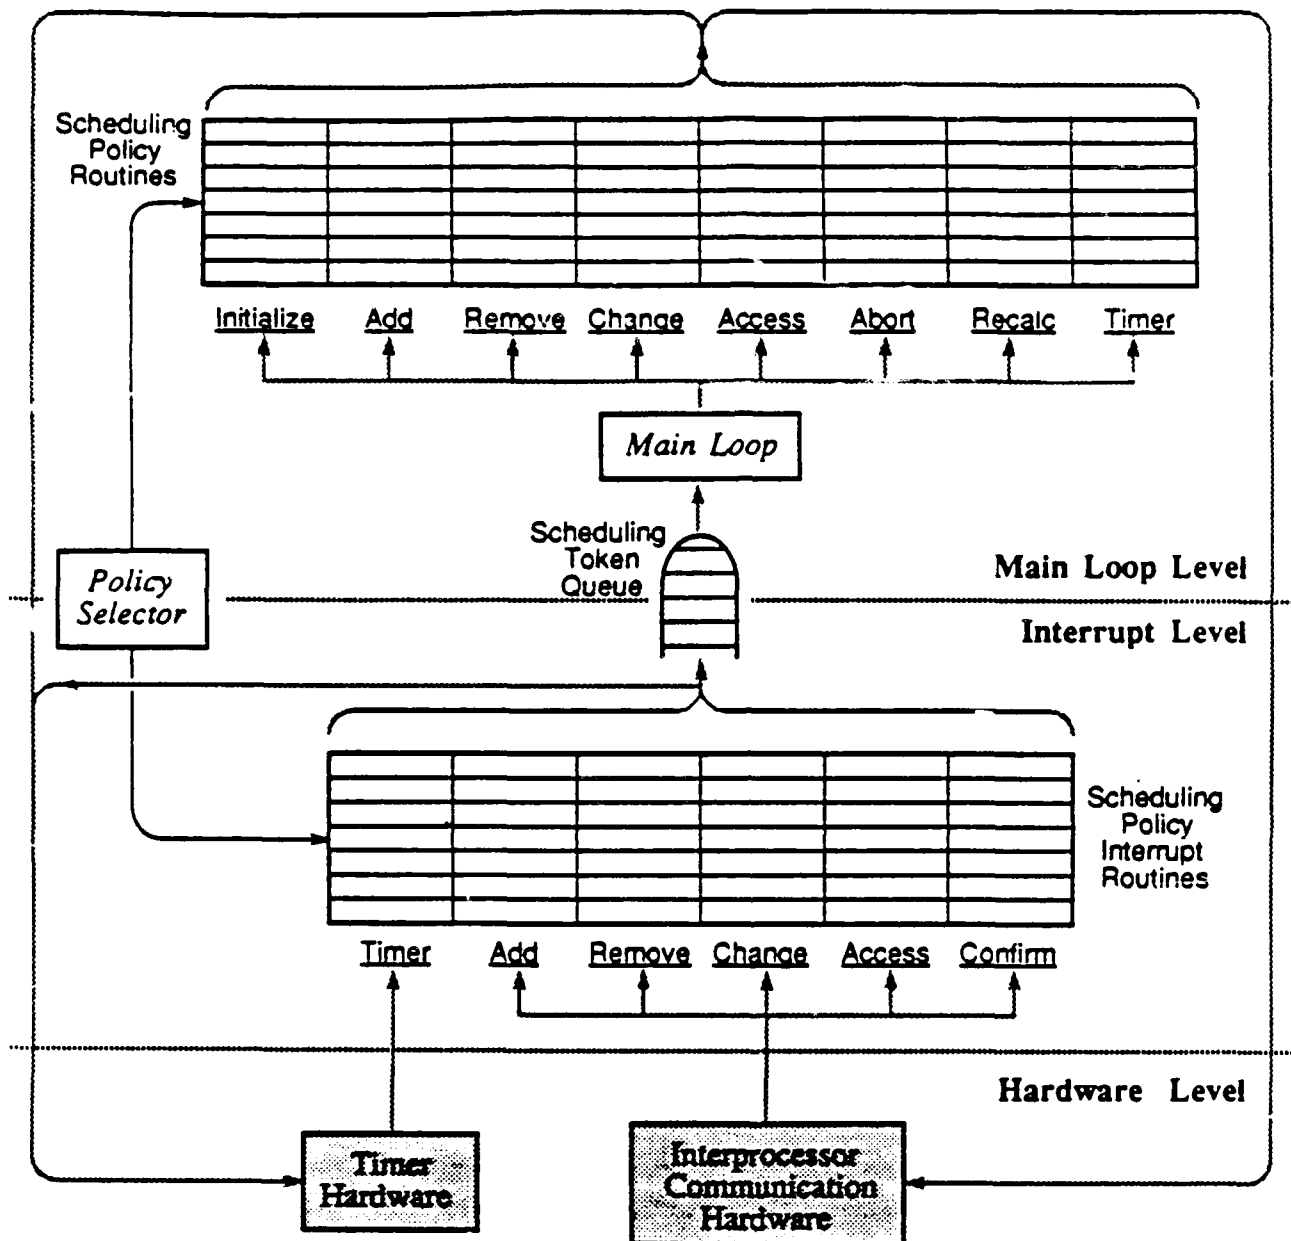 Scheduling
Policy
Routines
Initialize Add Remove Change Access Abort Recalc Timer
Main Loop
Scheduling
Token
Queue
Main Loop Level
Policy
Selector
Interrupt Level
Scheduling
Policy
Interrupt
Routines
Timer Add Remove Change Access Confirm
Hardware Level
Timer
Hardware
Interprocessor
Communication
Hardware